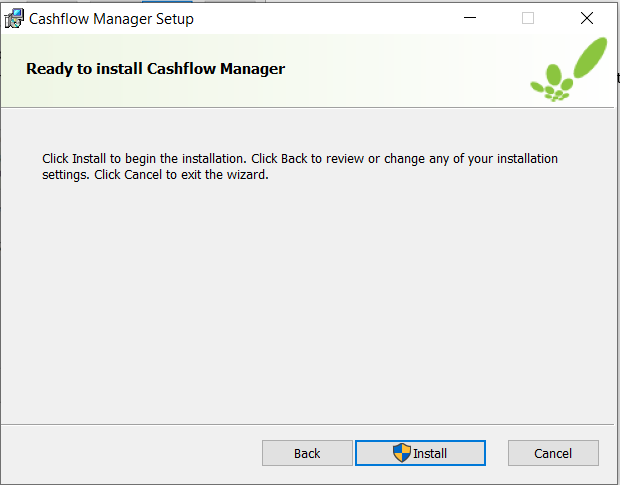 Cashflow Manager Setup
Ready to install Cashflow Manager
Click Install to begin the installation. Click Back to review or change any of your installation
settings. Click Cancel to exit the wizard.
Back
Install
Cancel